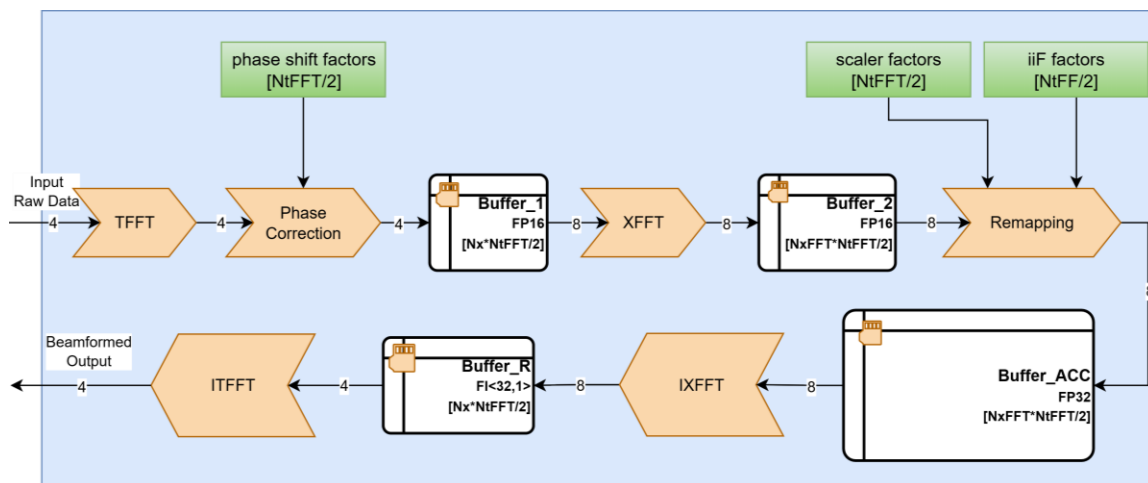 phase shift factors
[NtFFT/2]
scaler factors
[NtFFT/2]
iiF factors
[NtFF/2]
Input
Raw Data
4
TFFT
4
Phase
Correction
4
Buffer_1
FP16
[Nx*NtFFT/2]
8
XFFT
8
Buffer_2
FP16
[NxFFT*NtFFT/2]
8
Remapping
8
Beamformed
Output
4
ITFFT
4
Buffer_R
FI<32,1>
[Nx*NtFFT/2]
8
IXFFT
8
Buffer_ACC
FP32
[NxFFT*NtFFT/2]